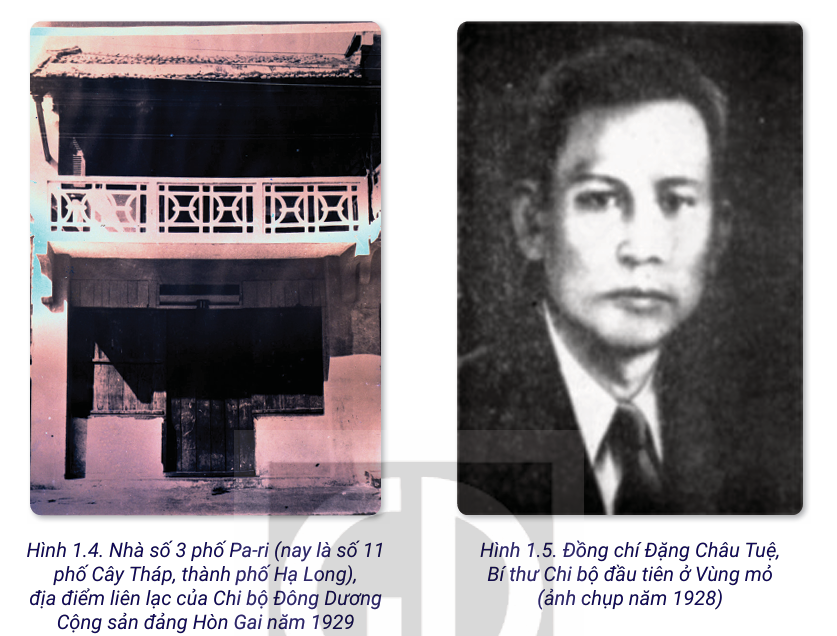 Hình 1.4. Nhà số 3 phố Pa-ri (nay là số 11
phố Cây Tháp, thành phố Hạ Long),
địa điểm liên lạc của Chi bộ Đông Dương
Cộng sản đảng Hòn Gai năm 1929
Hình 1.5. Đồng chí Đặng Châu Tuệ,
Bí thư Chi bộ đầu tiên ở Vùng mỏ
(ảnh chụp năm 1928)